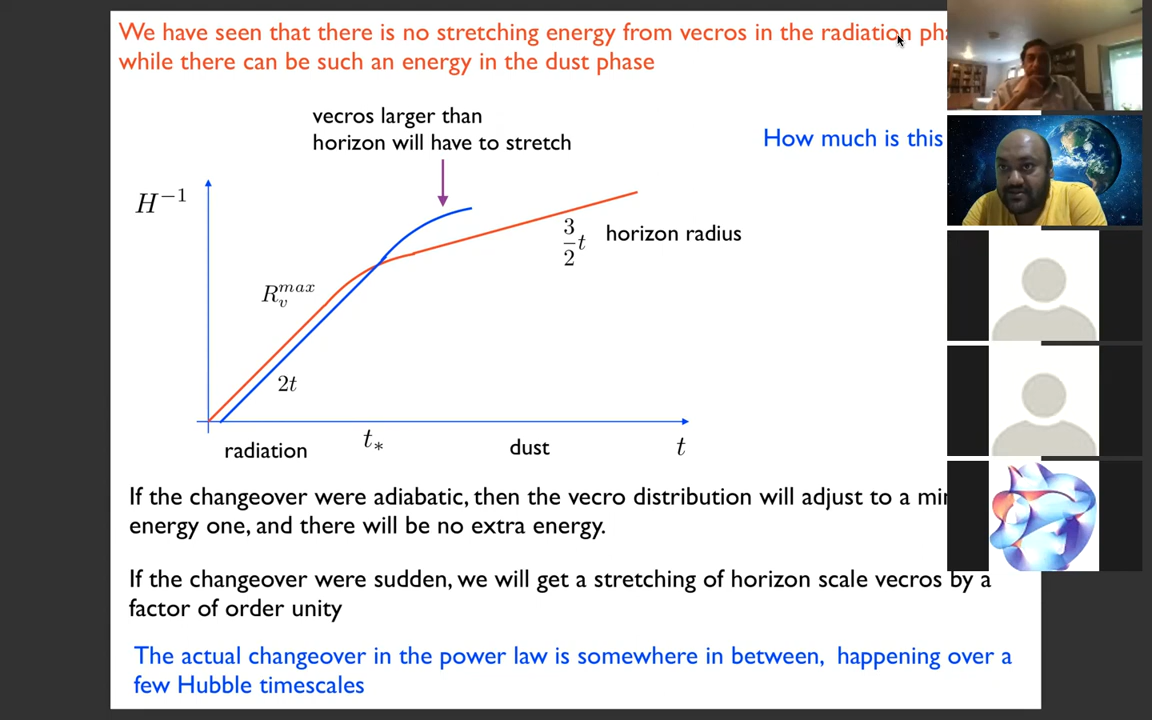 We have seen that there is no stretching energy from vecros in the radiation
while there can be such an energy in the dust phase
vecros larger than
horizon will have to stretch
How much is this
H^{-1}
\frac{3}{2}t horizon radius
R_v^{max}
2t
radiation t_* dust t
If the changeover were adiabatic, then the vecro distribution will adjust to a
energy one, and there will be no extra energy.
If the changeover were sudden, we will get a stretching of horizon scale vecros by a
factor of order unity
The actual changeover in the power law is somewhere in between, happening over a
few Hubble timescales